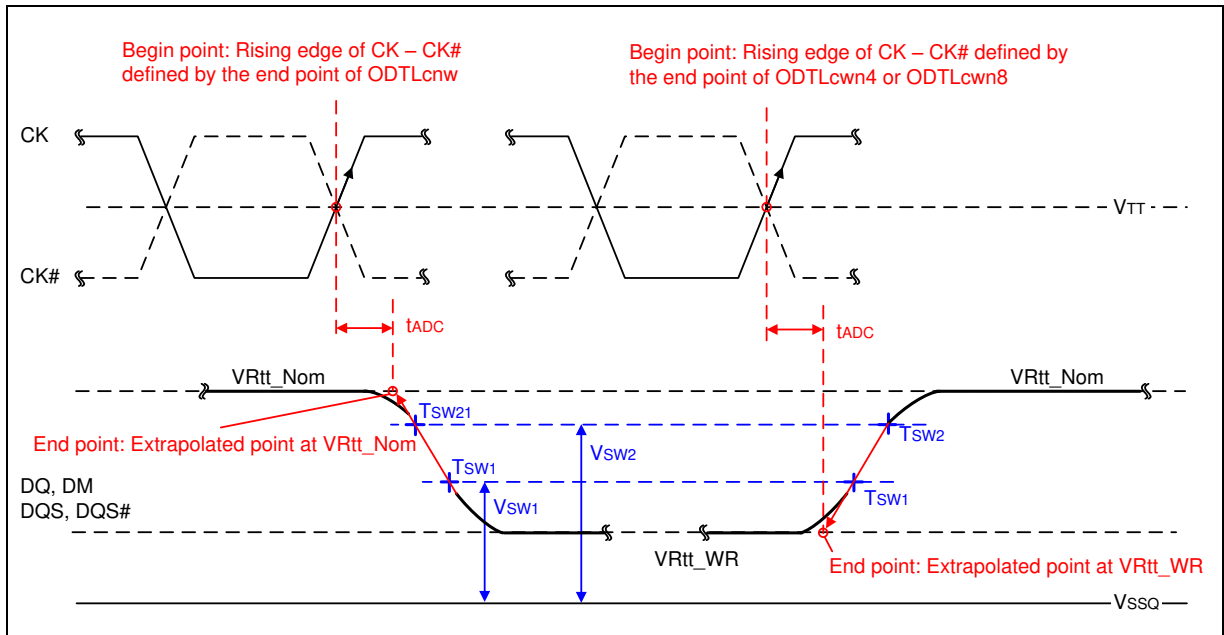 Begin point: Rising edge of CK – CK#
defined by the end point of ODTLcnw
Begin point: Rising edge of CK – CK# defined by
the end point of ODTLcwn4 or ODTLcwn8
CK
VTT
CK#
tADC
tADC
VRtt_Nom
VRtt_Nom
TSW21
TSW2
End point: Extrapolated point at VRtt_Nom
VSW2
TSW1
TSW1
VSW1
DQ, DM
DQS, DQS#
VRtt_WR
End point: Extrapolated point at VRtt_WR
VSSQ